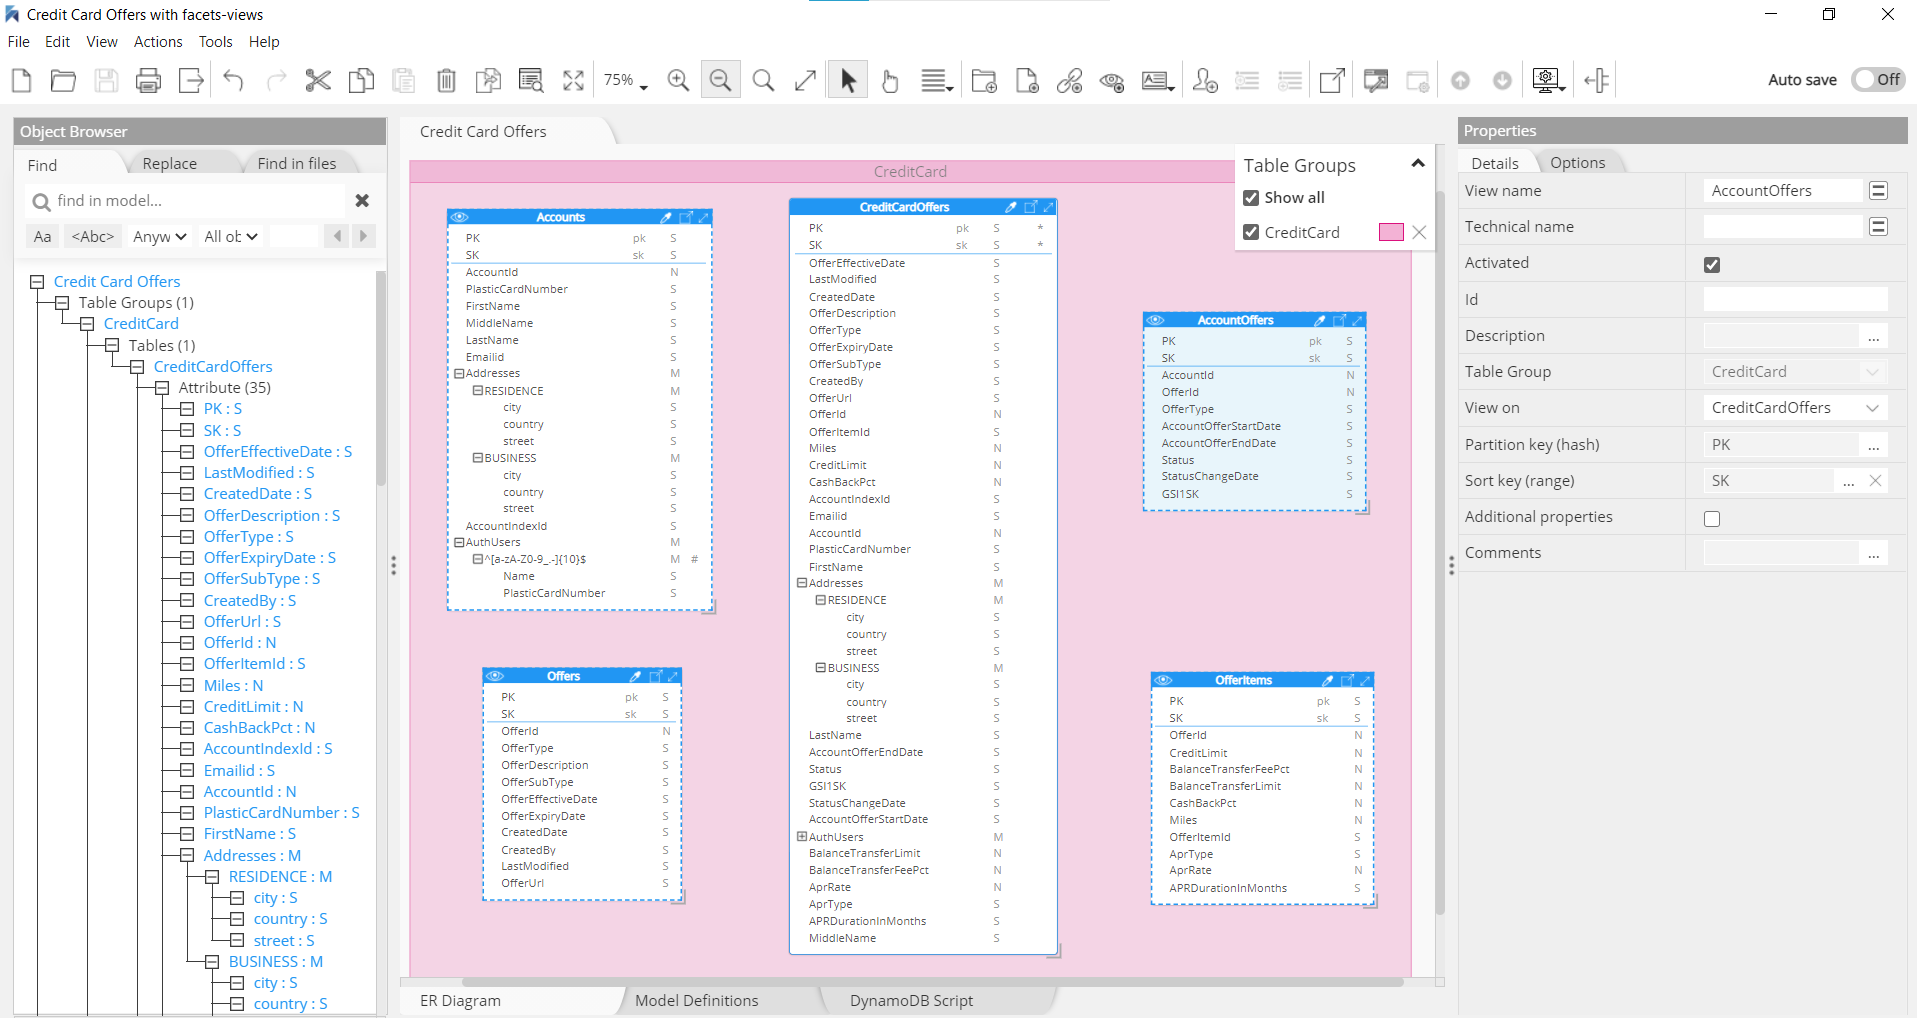 Credit Card Offers with facets-views
File Edit View Actions Tools Help
75%
Auto save Off
Object Browser
Find Replace Find in files
find in model...
Aa <Abc> Anyw All ob
Credit Card Offers
Table Groups (1)
CreditCard
Tables (1)
CreditCardOffers
Attribute (35)
PK : S
SK : S
OfferEffectiveDate : S
LastModified : S
CreatedDate : S
OfferDescription : S
OfferType : S
OfferExpiryDate : S
OfferSubType : S
CreatedBy : S
OfferUrl : S
OfferId : N
OfferItemId : S
Miles : N
CreditLimit : N
CashBackPct : N
AccountIndexId : S
Emailid : S
AccountId : N
PlasticCardNumber : S
FirstName : S
Addresses : M
RESIDENCE : M
city : S
country : S
street : S
BUSINESS : M
city : S
country : S
Credit Card Offers
CreditCard
Accounts
PK pk S
SK sk S
AccountId N
PlasticCardNumber S
FirstName S
MiddleName S
LastName S
Emailid S
Addresses M
RESIDENCE M
city S
country S
street S
BUSINESS M
city S
country S
street S
AccountIndexId S
AuthUsers M
^[a-zA-Z0-9_.-]{10}$ M #
Name S
PlasticCardNumber S
Offers
PK pk S
SK sk S
OfferId N
OfferType S
OfferDescription S
OfferSubType S
OfferEffectiveDate S
OfferExpiryDate S
CreatedDate S
CreatedBy S
LastModified S
OfferUrl S
CreditCardOffers
PK pk S *
SK sk S *
OfferEffectiveDate S
LastModified S
CreatedDate S
OfferDescription S
OfferType S
OfferExpiryDate S
OfferSubType S
CreatedBy S
OfferUrl S
OfferId N
OfferItemId S
Miles N
CreditLimit N
CashBackPct N
AccountIndexId S
Emailid S
AccountId N
PlasticCardNumber S
FirstName S
Addresses M
RESIDENCE M
city S
country S
street S
BUSINESS M
city S
country S
street S
LastName S
AccountOfferEndDate S
Status S
GSI1SK S
StatusChangeDate S
AccountOfferStartDate S
AuthUsers M
BalanceTransferLimit N
BalanceTransferFeePct N
AprRate N
AprType S
APRDurationInMonths S
MiddleName S
Table Groups
Show all
CreditCard
AccountOffers
PK pk S
SK sk S
AccountId N
OfferId N
OfferType S
AccountOfferStartDate S
AccountOfferEndDate S
Status S
StatusChangeDate S
GSI1SK S
OfferItems
PK pk S
SK sk S
OfferId N
CreditLimit N
BalanceTransferFeePct N
BalanceTransferLimit N
CashBackPct N
Miles N
OfferItemId S
AprType S
AprRate N
APRDurationInMonths S
ER Diagram Model Definitions DynamoDB Script
Properties
Details Options
View name AccountOffers
Technical name
Activated
Id
Description ...
Table Group CreditCard
View on CreditCardOffers
Partition key (hash) PK ...
Sort key (range) SK ...
Additional properties
Comments ...